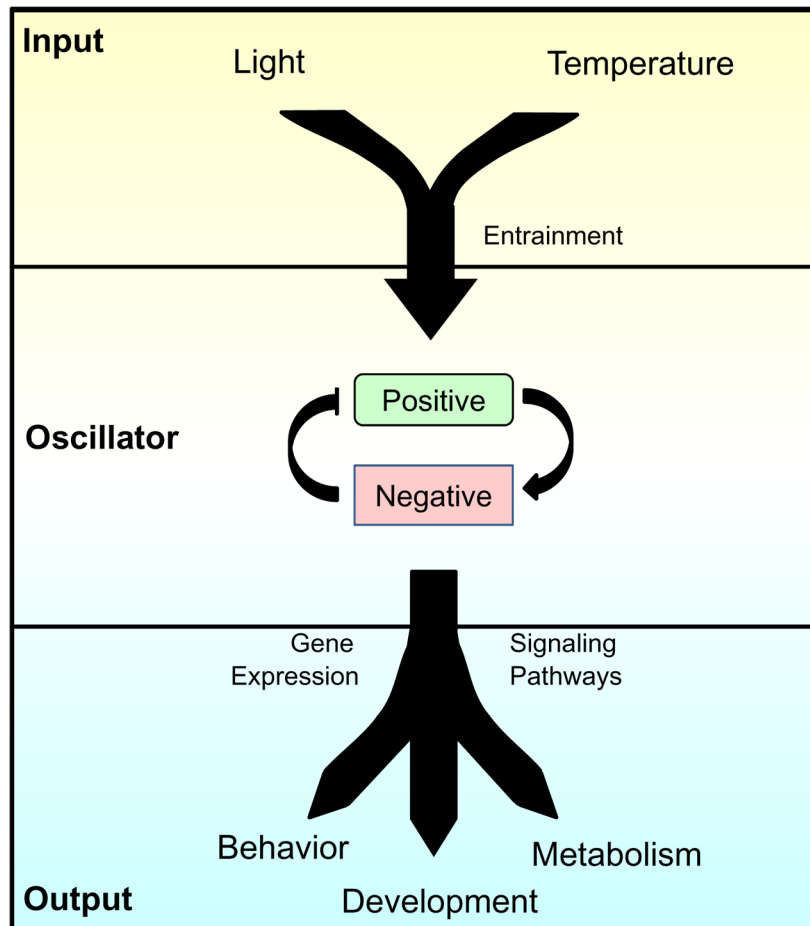 Input
Light
Temperature
Entrainment
Positive
Oscillator
Negative
Gene
Expression
Signaling
Pathways
Behavior
Metabolism
Development
Output